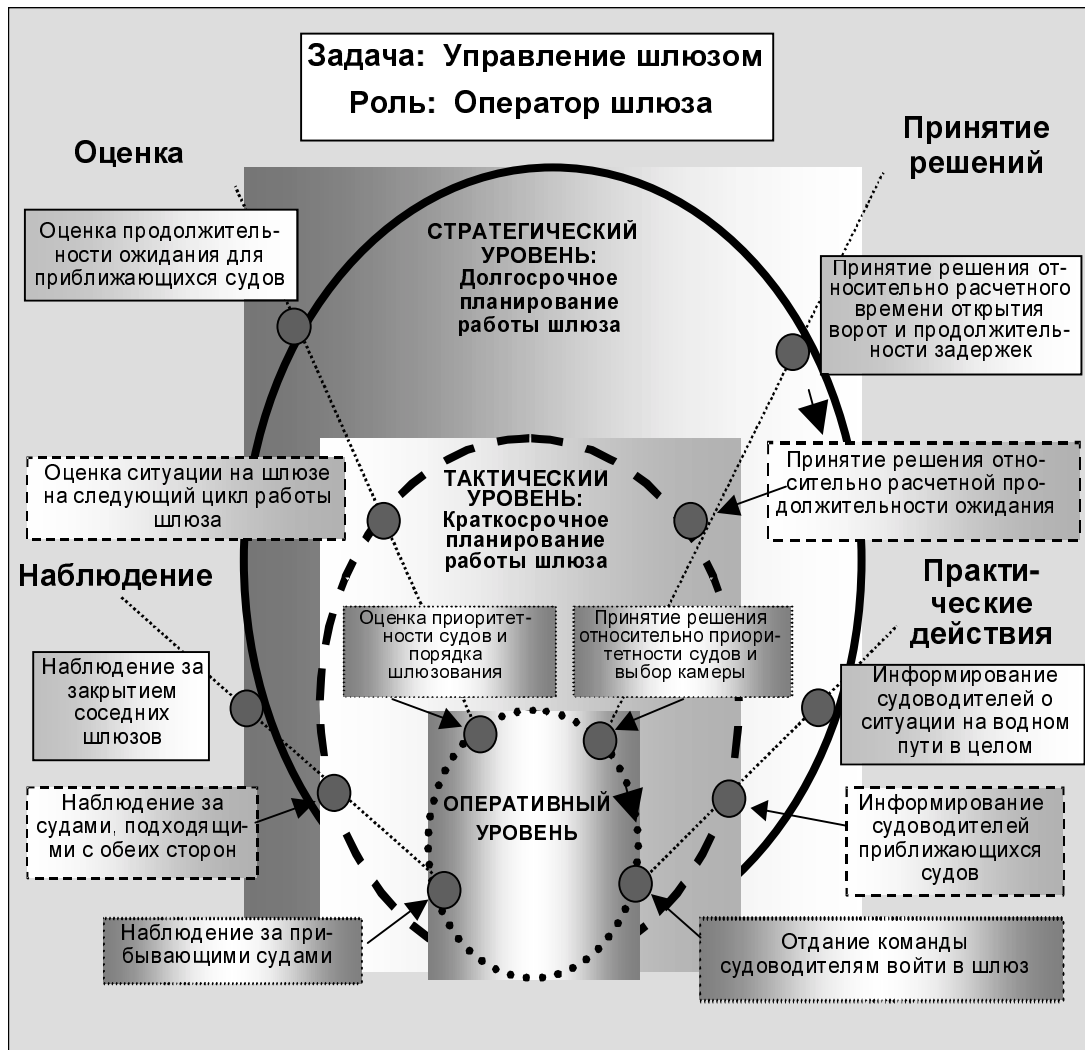 Задача: Управление шлюзом
Роль: Оператор шлюза
Оценка
Принятие
решений
Оценка продолжитель-
ности ожидания для
приближающихся судов
СТРАТЕГИЧЕСКИЙ
УРОВЕНЬ:
Долгосрочное
планирование
работы шлюза
Принятие решения от-
носительно расчетного
времени открытия
ворот и продолжитель-
ности задержек
Оценка ситуации на шлюзе
на следующий цикл работы
шлюза
ТАКТИЧЕСКИЙ
УРОВЕНЬ:
Краткосрочное
планирование
работы шлюза
Принятие решения отно-
сительно расчетной про-
должительности ожидания
Наблюдение
Практи-
ческие
действия
Оценка приоритет-
ности судов и
порядка
шлюзования
Принятие решения
относительно приори-
тетности судов и
выбор камеры
Наблюдение за
закрытием
соседних
шлюзов
Информирование
судоводителей о
ситуации на водном
пути в целом
Наблюдение за
судами, подходящи-
ми с обеих сторон
ОПЕРАТИВНЫЙ
УРОВЕНЬ
Информирование
судоводителей
приближающихся
судов
Наблюдение за при-
бывающими судами
Отдание команды
судоводителям войти в шлюз